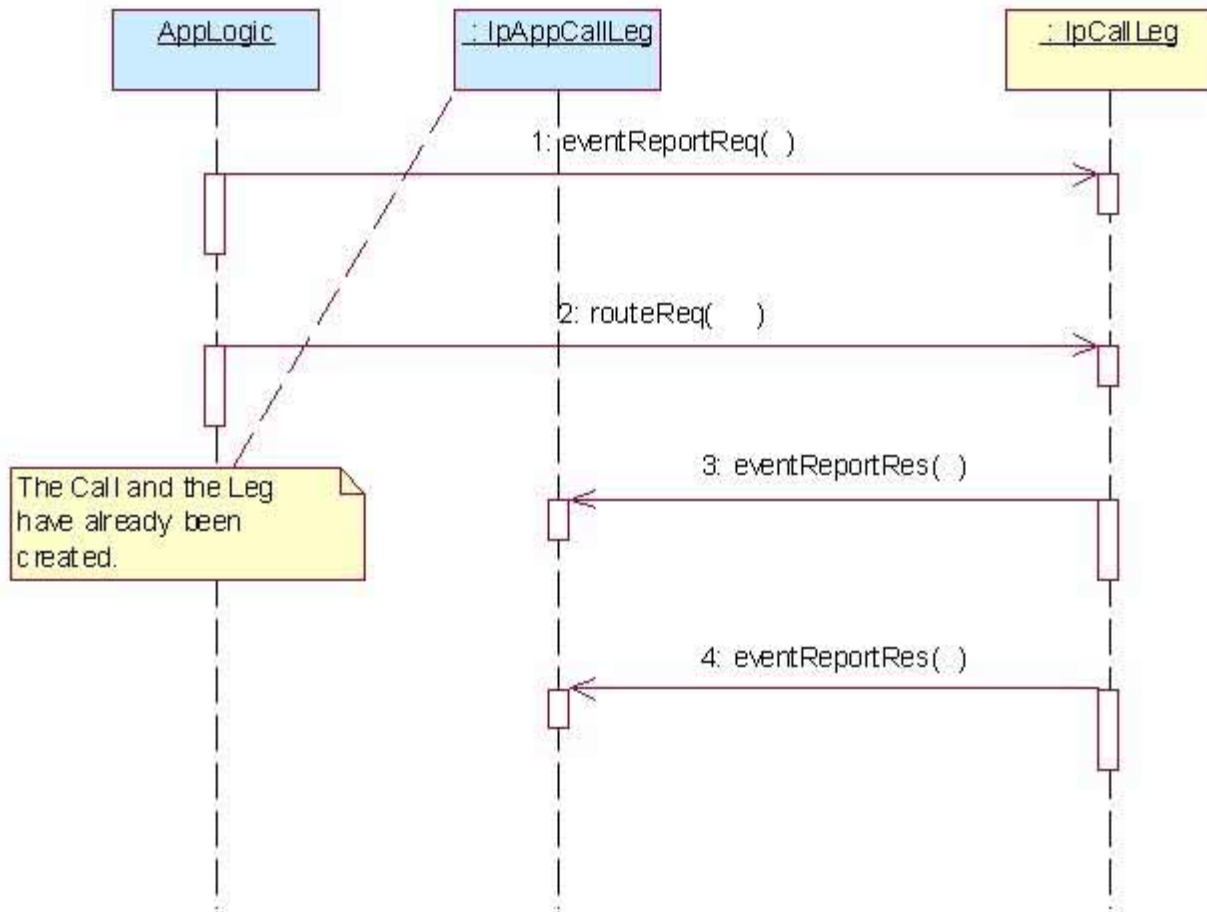 AppLogic
: IpAppCallLeg
: IpCallLeg
1: eventReportReq( )
2: routeReq( )
The Call and the Leg
have already been
created.
3: eventReportRes( )
4: eventReportRes( )